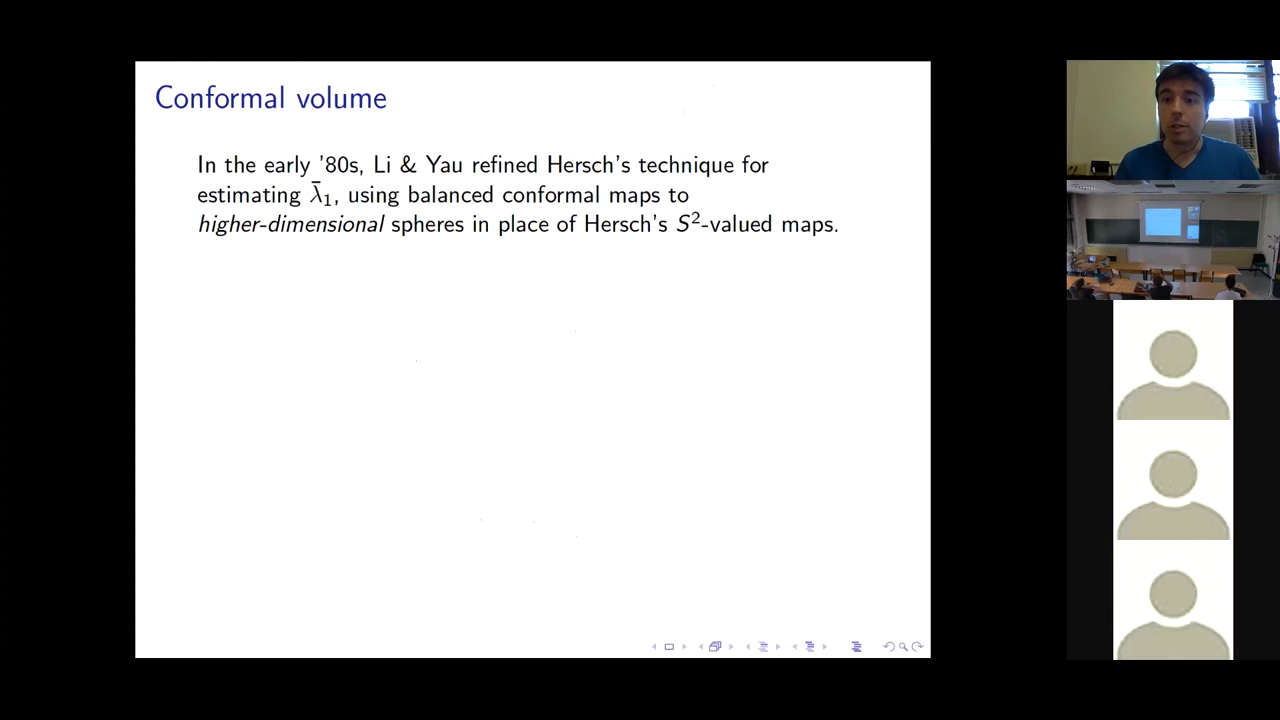 Conformal volume
In the early '80s, Li & Yau refined Hersch's technique for
estimating λ̄₁, using balanced conformal maps to
higher-dimensional spheres in place of Hersch's S²-valued maps.